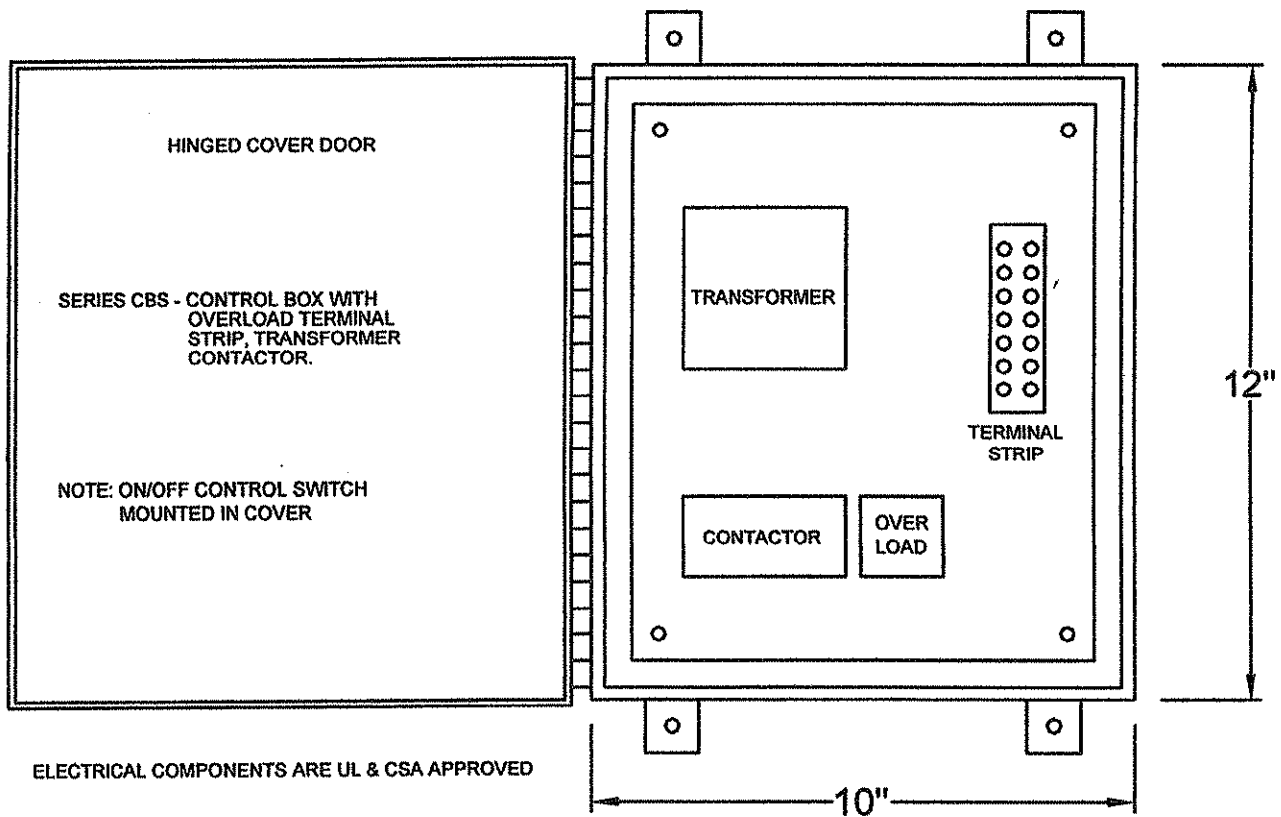 HINGED COVER DOOR
SERIES CBS - CONTROL BOX WITH
OVERLOAD TERMINAL
STRIP, TRANSFORMER
CONTACTOR.
NOTE: ON/OFF CONTROL SWITCH
MOUNTED IN COVER
ELECTRICAL COMPONENTS ARE UL & CSA APPROVED
TRANSFORMER
TERMINAL
STRIP
CONTACTOR
OVER
LOAD
12"
10"